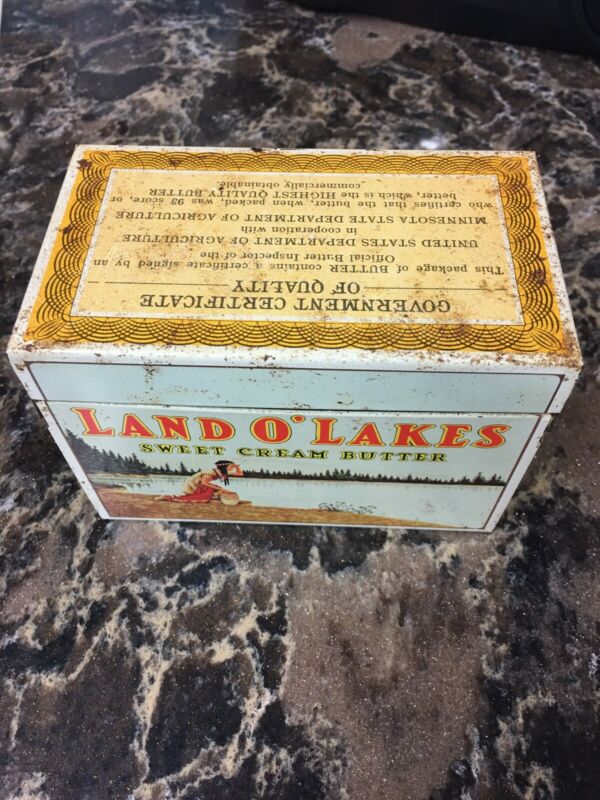 GOVERNMENT CERTIFICATE
OF QUALITY
This package of BUTTER contains a certificate signed by an
Official Butter Inspector of the
UNITED STATES DEPARTMENT OF AGRICULTURE
in cooperation with
MINNESOTA STATE DEPARTMENT OF AGRICULTURE
who certifies that the butter, when packed, was 93 score, or
better, which is the HIGHEST QUALITY BUTTER
commercially obtainable.
LAND O'LAKES
SWEET CREAM BUTTER